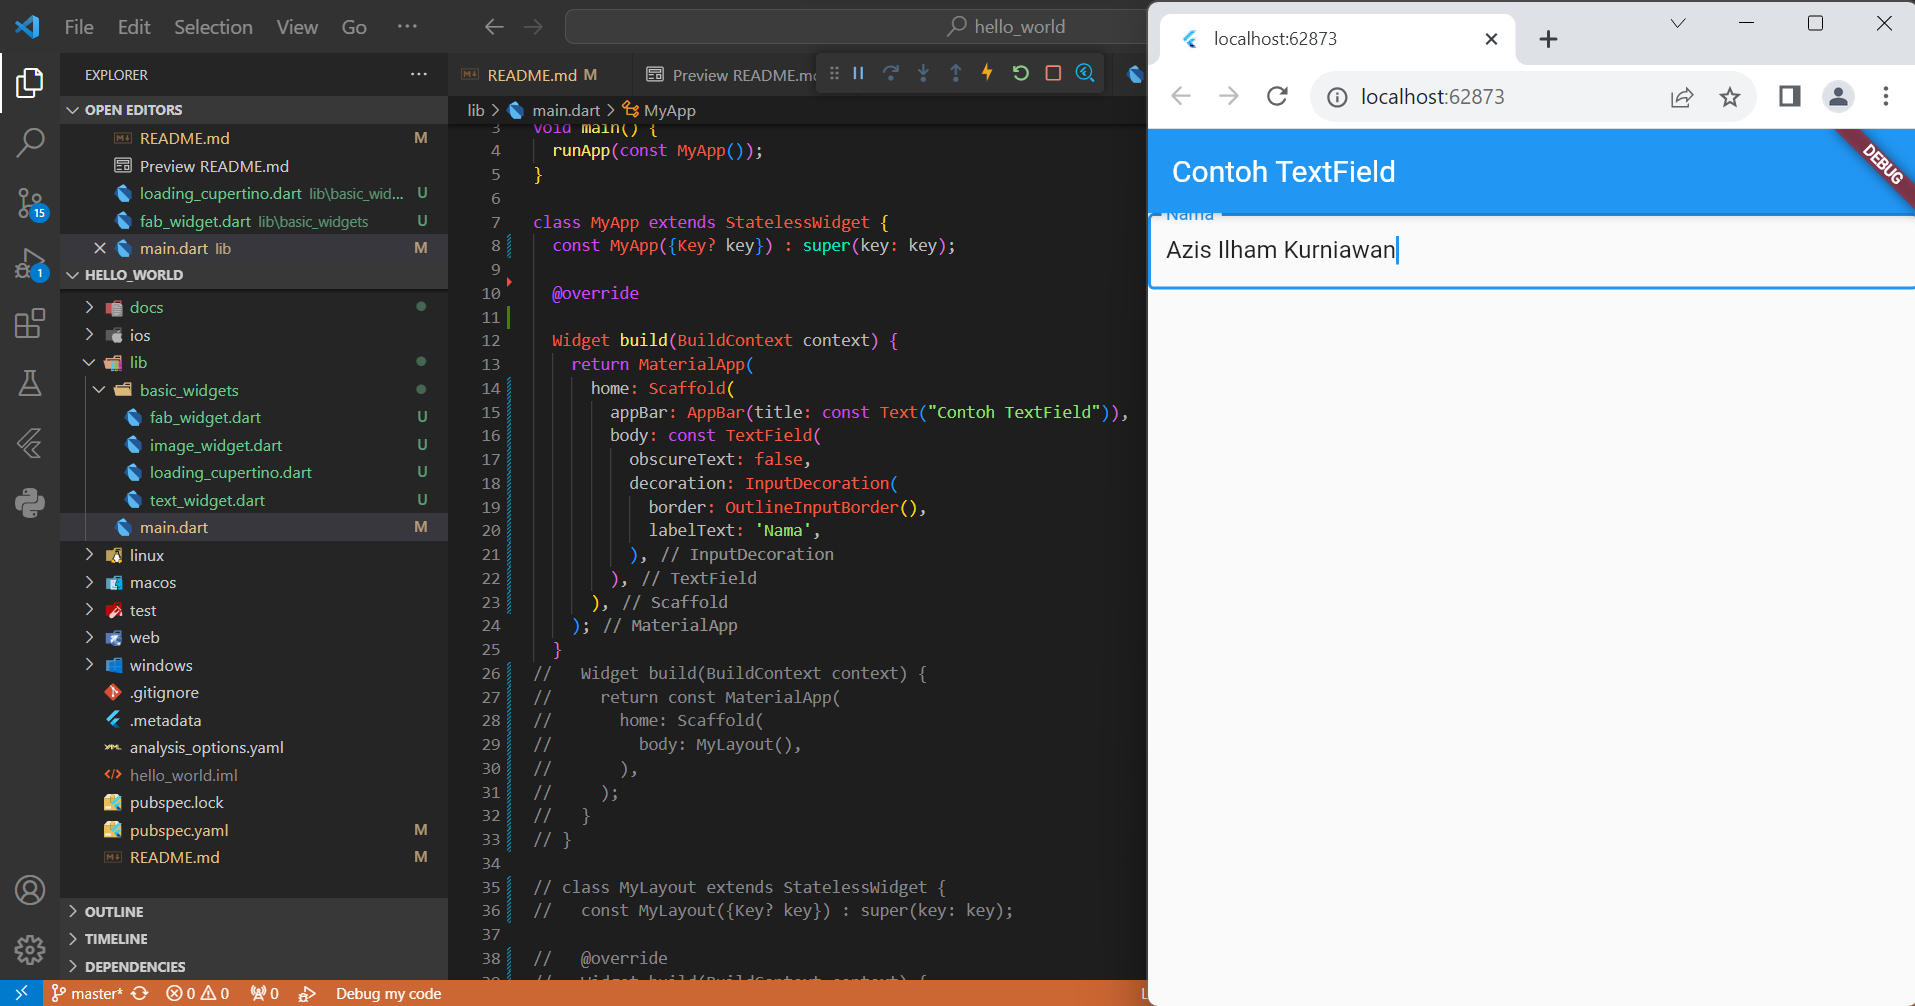 File Edit Selection View Go ···
hello_world
EXPLORER
OPEN EDITORS
README.md M
Preview README.md
loading_cupertino.dart lib\basic_wid... U
fab_widget.dart lib\basic_widgets U
main.dart lib M
HELLO_WORLD
docs
ios
lib
basic_widgets
fab_widget.dart U
image_widget.dart U
loading_cupertino.dart U
text_widget.dart U
main.dart M
linux
macos
test
web
windows
.gitignore
.metadata
analysis_options.yaml
hello_world.iml
pubspec.lock
pubspec.yaml M
README.md M
OUTLINE
TIMELINE
DEPENDENCIES
15
1
README.md M
Preview README.md
lib > main.dart > MyApp
3 void main() {
4 runApp(const MyApp());
5 }
6
7 class MyApp extends StatelessWidget {
8 const MyApp({Key? key}) : super(key: key);
9
10 @override
11
12 Widget build(BuildContext context) {
13 return MaterialApp(
14 home: Scaffold(
15 appBar: AppBar(title: const Text("Contoh TextField")),
16 body: const TextField(
17 obscureText: false,
18 decoration: InputDecoration(
19 border: OutlineInputBorder(),
20 labelText: 'Nama',
21 ), // InputDecoration
22 ), // TextField
23 ), // Scaffold
24 ); // MaterialApp
25 }
26 // Widget build(BuildContext context) {
27 // return const MaterialApp(
28 // home: Scaffold(
29 // body: MyLayout(),
30 // ),
31 // );
32 // }
33 // }
34
35 // class MyLayout extends StatelessWidget {
36 // const MyLayout({Key? key}) : super(key: key);
37
38 // @override
39 // Widget build(BuildContext context) {
master* 0 0 0 Debug my code
localhost:62873
localhost:62873
Contoh TextField
DEBUG
Nama
Azis Ilham Kurniawan